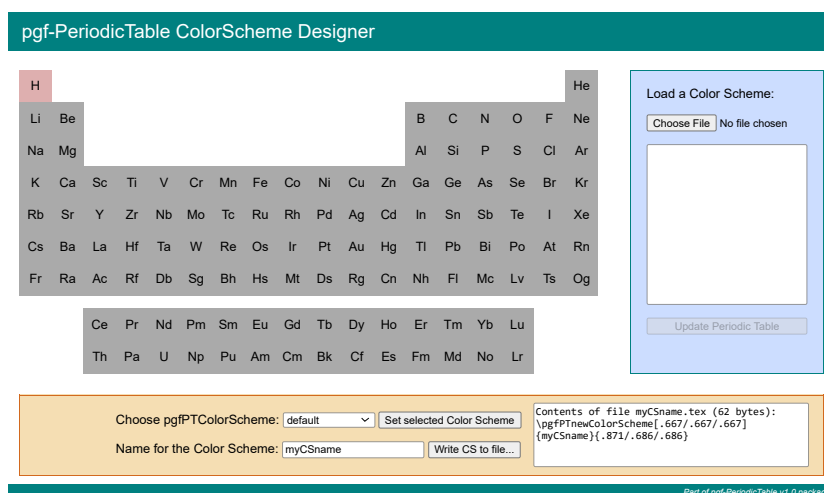 pgf-PeriodicTable ColorScheme Designer
H He
Li Be B C N O F Ne
Na Mg Al Si P S Cl Ar
K Ca Sc Ti V Cr Mn Fe Co Ni Cu Zn Ga Ge As Se Br Kr
Rb Sr Y Zr Nb Mo Tc Ru Rh Pd Ag Cd In Sn Sb Te I Xe
Cs Ba La Hf Ta W Re Os Ir Pt Au Hg Tl Pb Bi Po At Rn
Fr Ra Ac Rf Db Sg Bh Hs Mt Ds Rg Cn Nh Fl Mc Lv Ts Og
Ce Pr Nd Pm Sm Eu Gd Tb Dy Ho Er Tm Yb Lu
Th Pa U Np Pu Am Cm Bk Cf Es Fm Md No Lr
Load a Color Scheme:
Choose File No file chosen
Update Periodic Table
Choose pgfPTColorScheme: default Set selected Color Scheme
Name for the Color Scheme: myCSname Write CS to file...
Contents of file myCSname.tex (62 bytes):
\pgfPTnewColorScheme[.667/.667/.667]
{myCSname}{.871/.686/.686}
Part of pgf-PeriodicTable v1.0 package